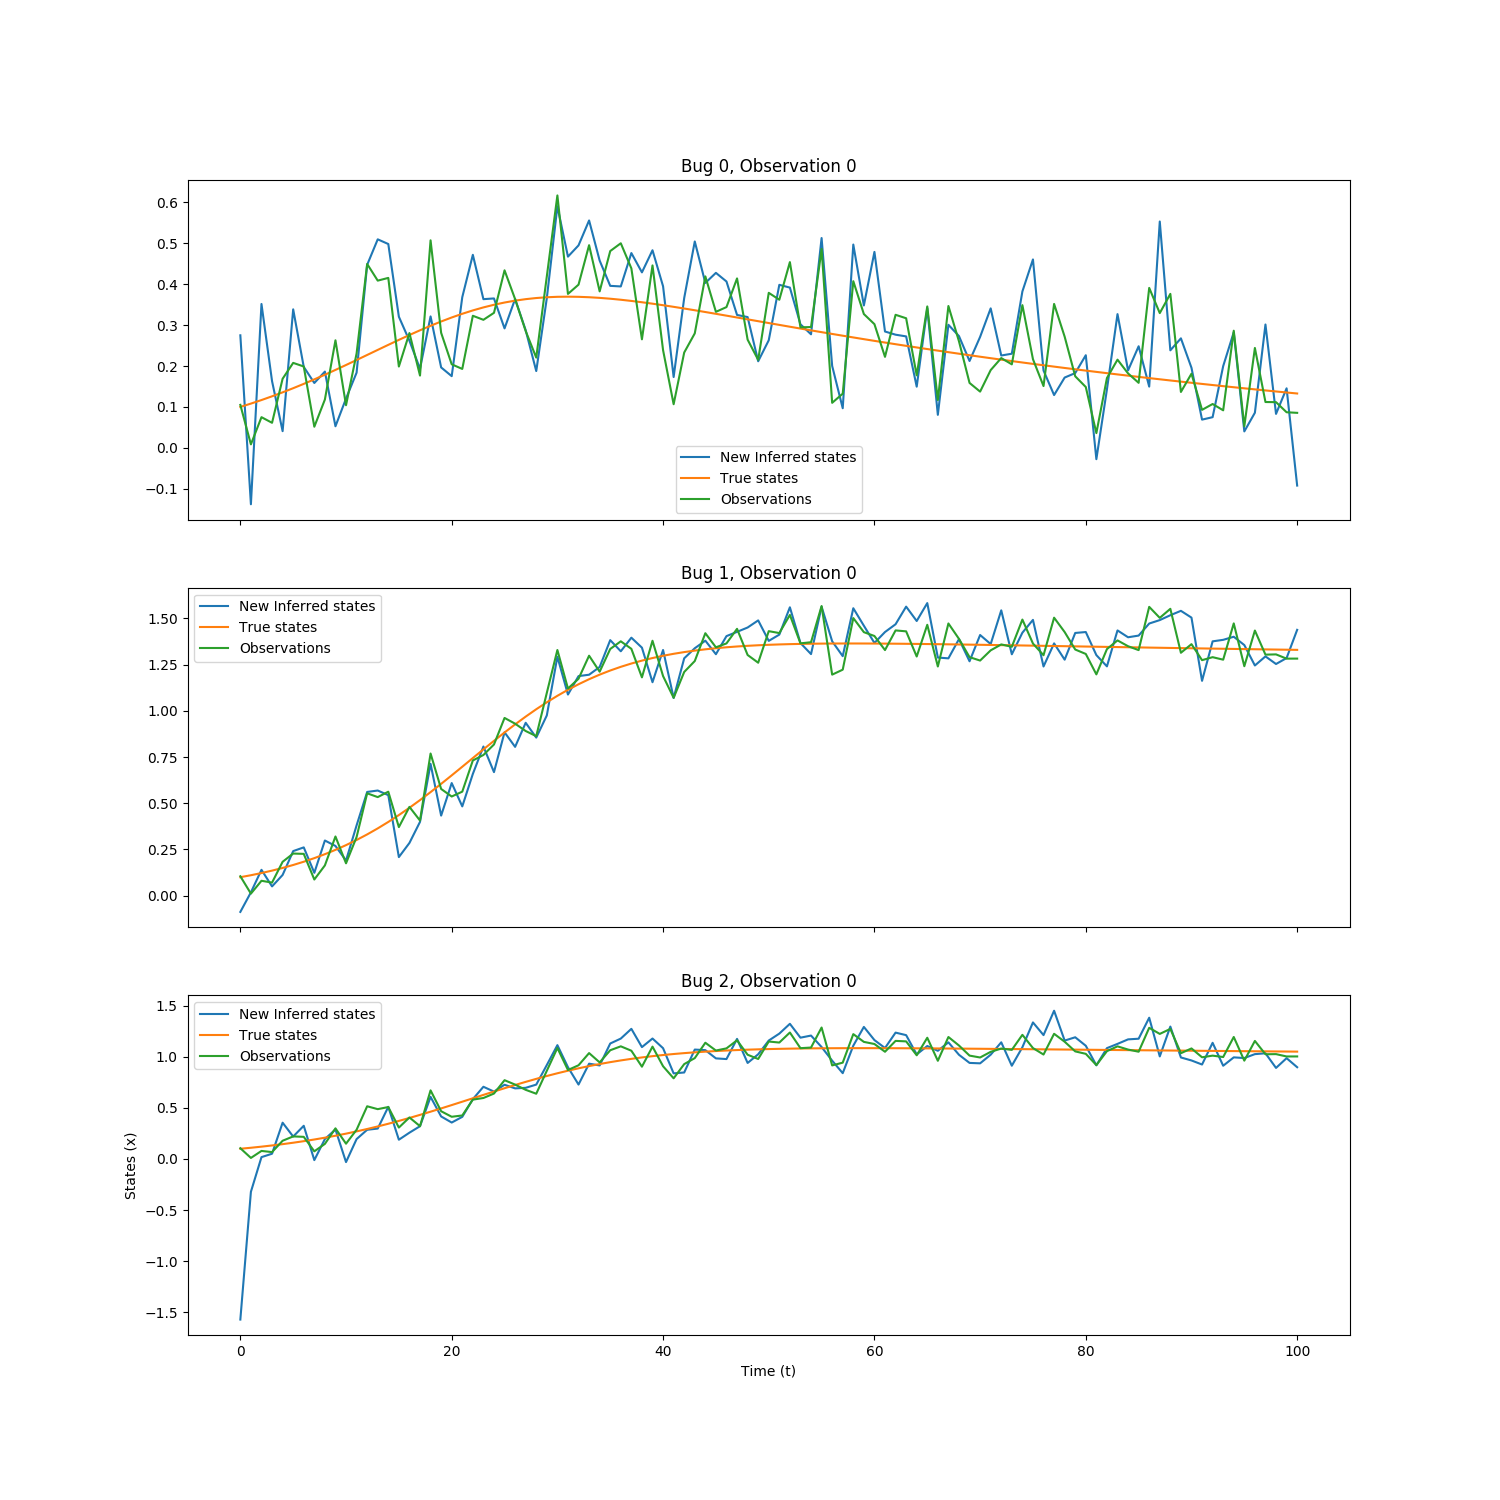 Bug 0, Observation 0
0.6
0.5
0.4
0.3
0.2
0.1
0.0
−0.1
New Inferred states
True states
Observations
Bug 1, Observation 0
1.50
1.25
1.00
0.75
0.50
0.25
0.00
New Inferred states
True states
Observations
Bug 2, Observation 0
States (x)
1.5
1.0
0.5
0.0
−0.5
−1.0
−1.5
New Inferred states
True states
Observations
0 20 40 60 80 100
Time (t)